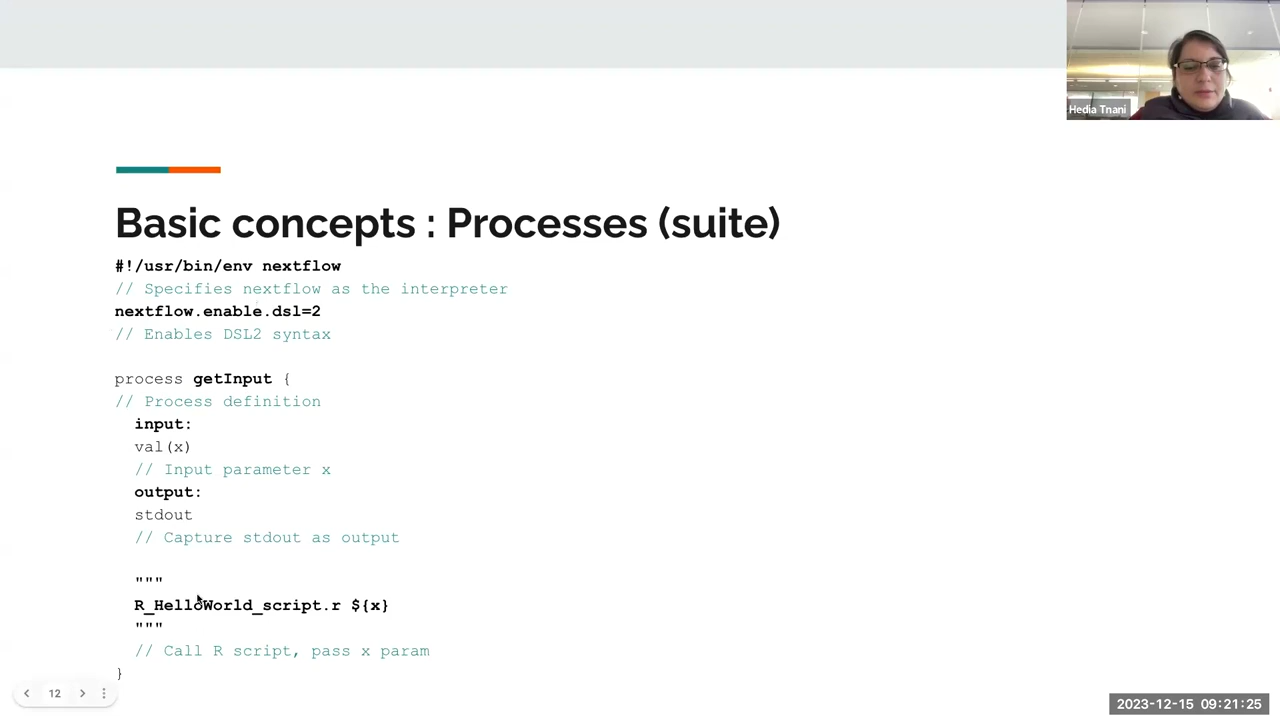 Hedia Tnani
Basic concepts : Processes (suite)
#!/usr/bin/env nextflow
// Specifies nextflow as the interpreter
nextflow.enable.dsl=2
// Enables DSL2 syntax
process getInput {
// Process definition
input:
val(x)
// Input parameter x
output:
stdout
// Capture stdout as output
"""
R_HelloWorld_script.r ${x}
"""
// Call R script, pass x param
}
12
2023-12-15 09:21:25